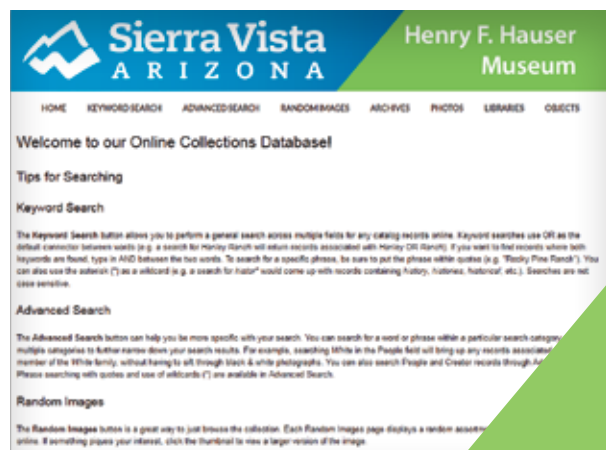 Sierra Vista
ARIZONA
Henry F. Hauser
Museum
HOME KEYWORD SEARCH ADVANCED SEARCH RANDOM IMAGES ARCHIVES PHOTOS LIBRARIES OBJECTS
Welcome to our Online Collections Database!
Tips for Searching
Keyword Search
The Keyword Search button allows you to perform a general search across multiple fields for any catalog records online. Keyword searches use OR as the
default connector between words (e.g. a search for Henley Ranch will return records associated with Henley OR Ranch). If you want to find records where both
keywords are found, type in AND between the two words. To search for a specific phrase, be sure to put the phrase within quotes (e.g. "Rocky Pine Ranch"). You
can also use the asterisk (*) as a wildcard (e.g. a search for histor* would come up with records containing history, histories, historical, etc.). Searches are not
case sensitive.
Advanced Search
The Advanced Search button can help you be more specific with your search. You can search for a word or phrase within a particular search category
multiple categories to further narrow down your search results. For example, searching White in the People field will bring up any records associated
member of the White family, without having to sift through black & white photographs. You can also search People and Creator records through
Phrase searching with quotes and use of wildcards (*) are available in Advanced Search.
Random Images
The Random Images button is a great way to just browse the collection. Each Random Images page displays a random
online. If something piques your interest, click the thumbnail to view a larger version of the image.